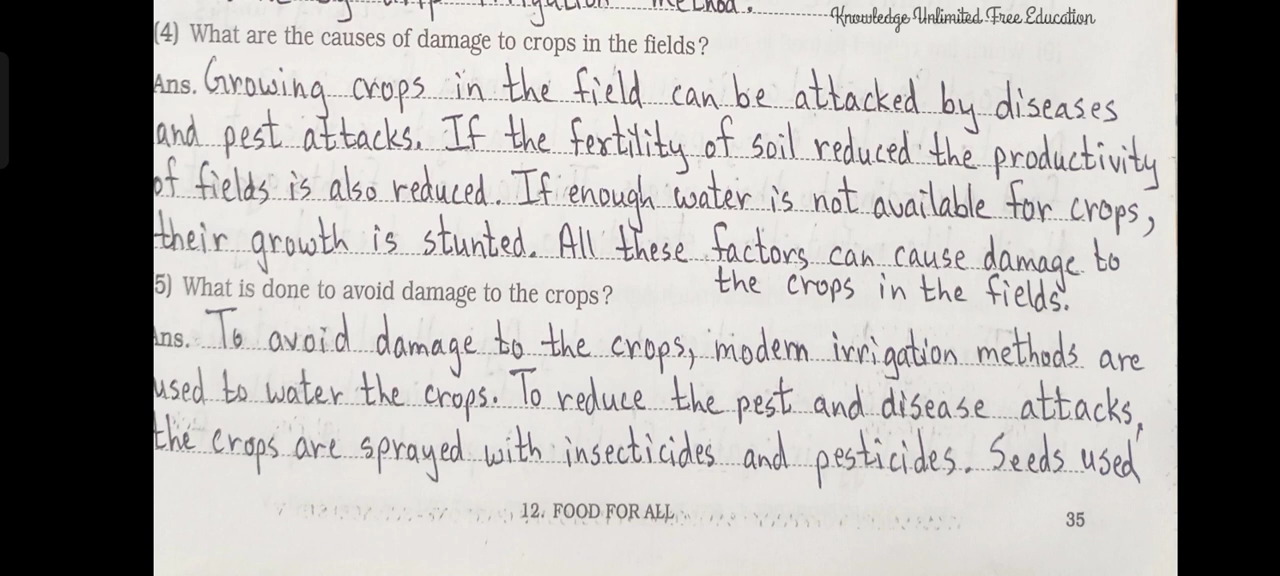 method.
Knowledge Unlimited Free Education
(4) What are the causes of damage to crops in the fields?
Ans. Growing crops in the field can be attacked by diseases
and pest attacks. If the fertility of soil reduced the productivity
of fields is also reduced. If enough water is not available for crops,
their growth is stunted. All these factors can cause damage to
the crops in the fields.
5) What is done to avoid damage to the crops?
ns. To avoid damage to the crops, modern irrigation methods are
used to water the crops. To reduce the pest and disease attacks,
the crops are sprayed with insecticides and pesticides. Seeds used
12. FOOD FOR ALL
35